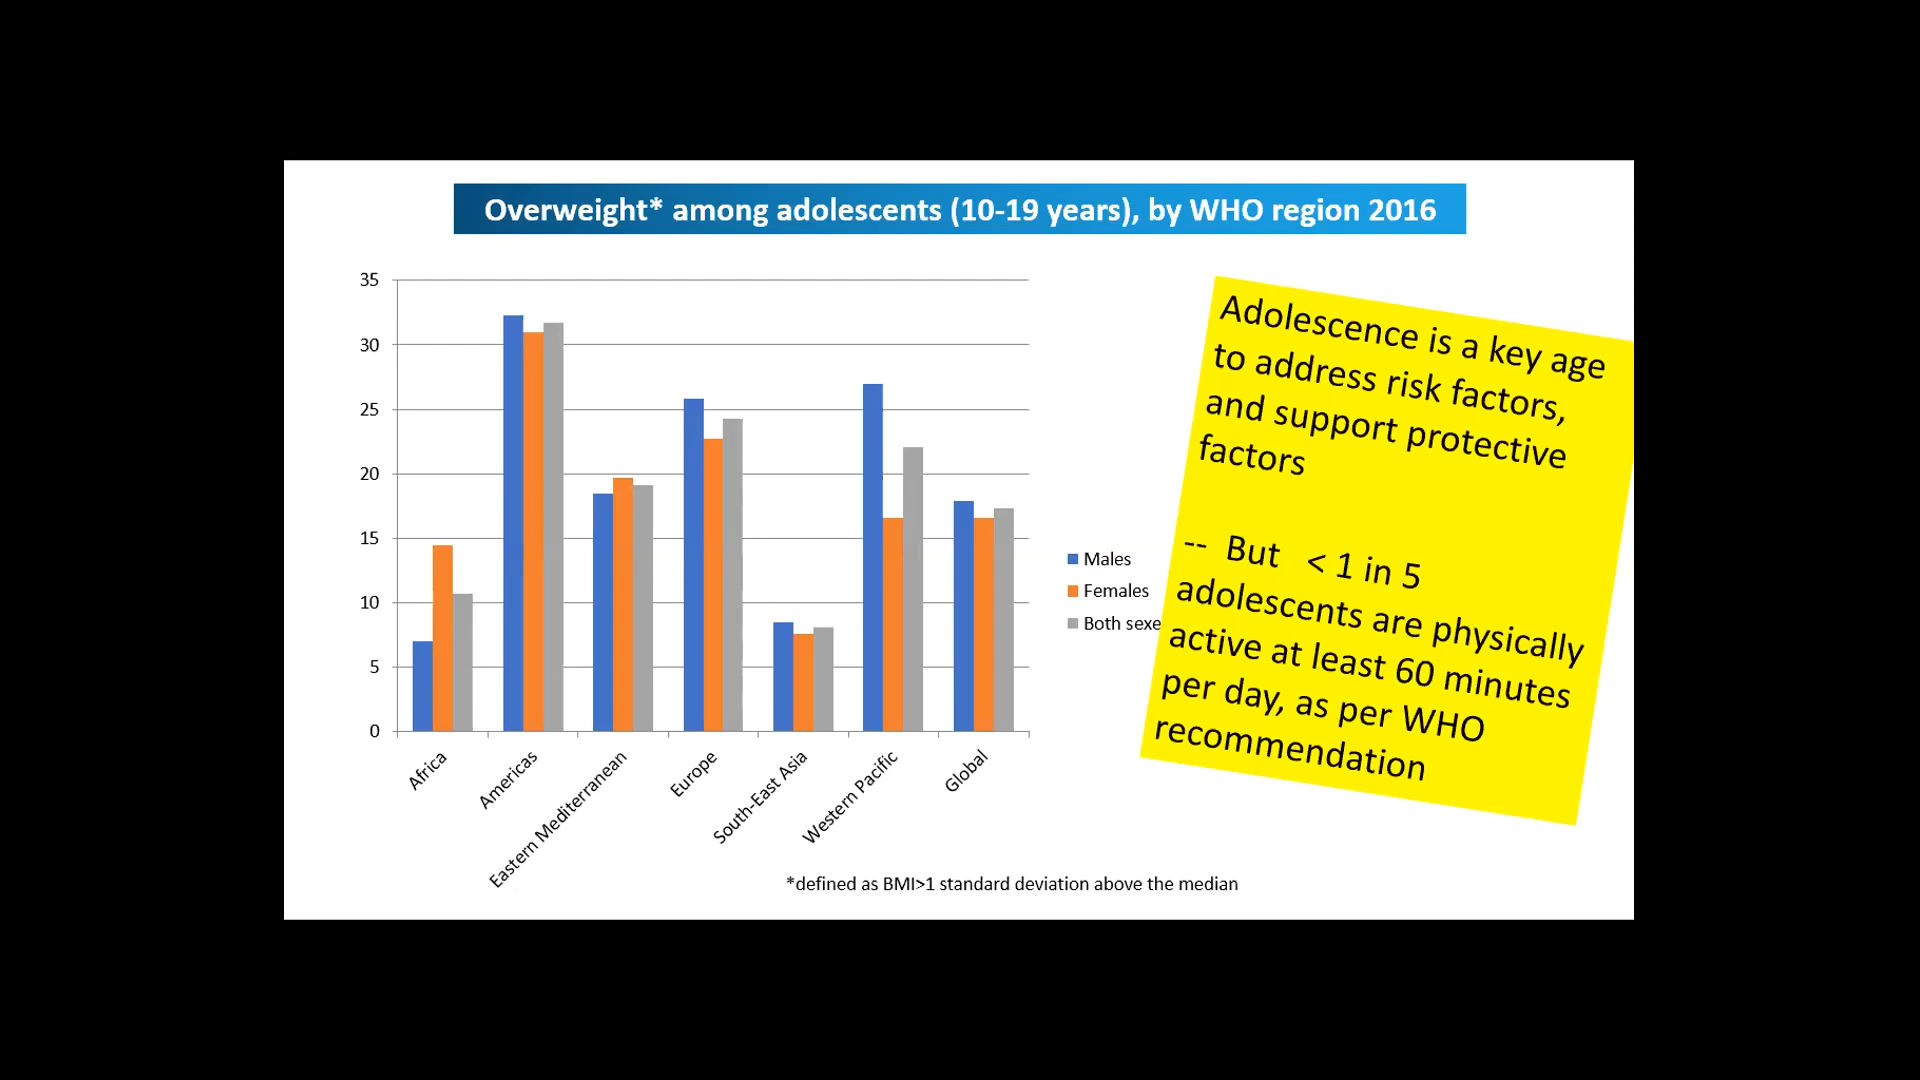 Overweight* among adolescents (10-19 years), by WHO region 2016
35
30
25
20
15
10
5
0
Africa
Americas
Eastern Mediterranean
Europe
South-East Asia
Western Pacific
Global
Males
Females
Both sexe
Adolescence is a key age
to address risk factors,
and support protective
factors
-- But < 1 in 5
adolescents are physically
active at least 60 minutes
per day, as per WHO
recommendation
*defined as BMI>1 standard deviation above the median